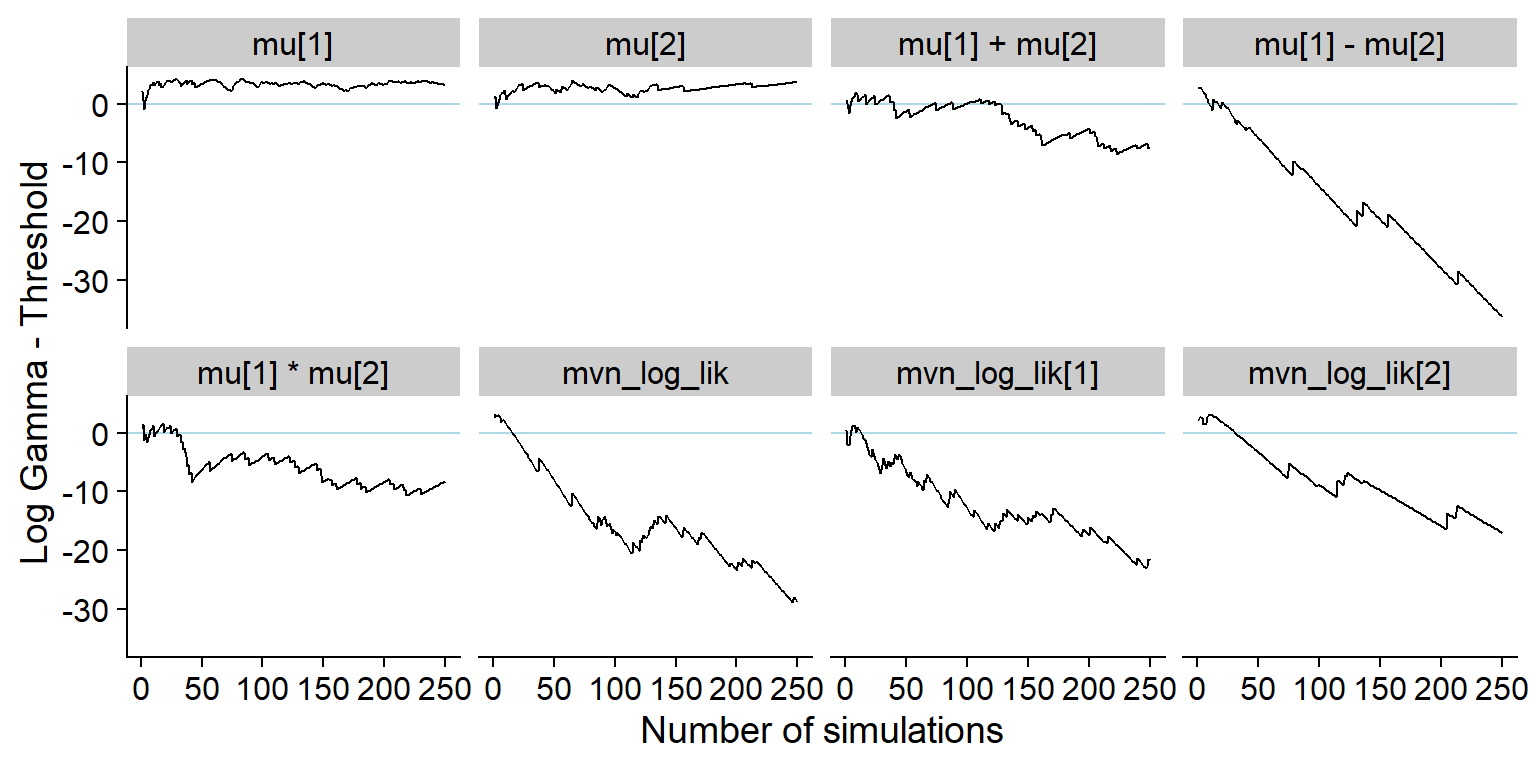 mu[1] mu[2] mu[1] + mu[2] mu[1] - mu[2]
0
-10
-20
-30
mu[1] * mu[2] mvn_log_lik mvn_log_lik[1] mvn_log_lik[2]
0
-10
-20
-30
0 50 100 150 200 250 0 50 100 150 200 250 0 50 100 150 200 250 0 50 100 150 200 250
Number of simulations
Log Gamma - Threshold